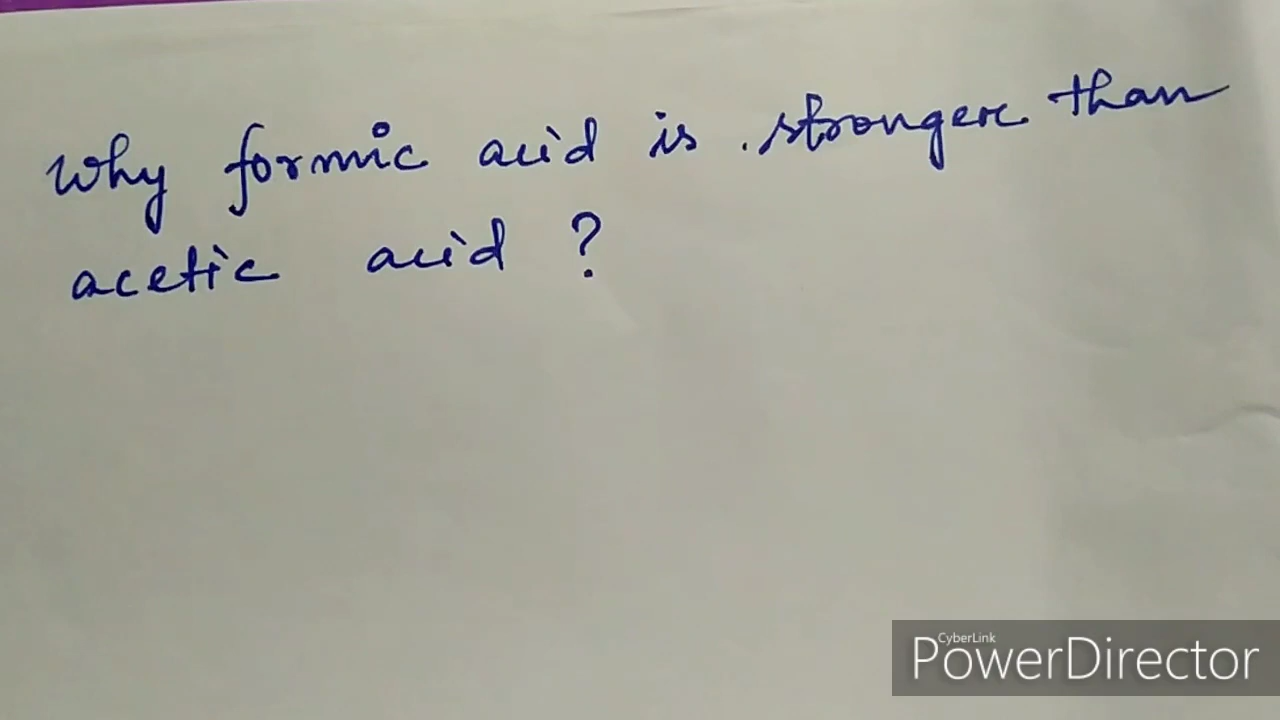 Why formic acid is stronger than
acetic acid ?
CyberLink
PowerDirector